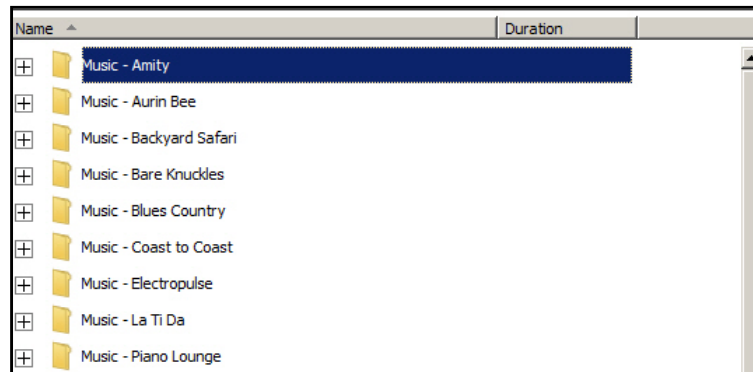 Name Duration
Music - Amity
Music - Aurin Bee
Music - Backyard Safari
Music - Bare Knuckles
Music - Blues Country
Music - Coast to Coast
Music - Electropulse
Music - La Ti Da
Music - Piano Lounge